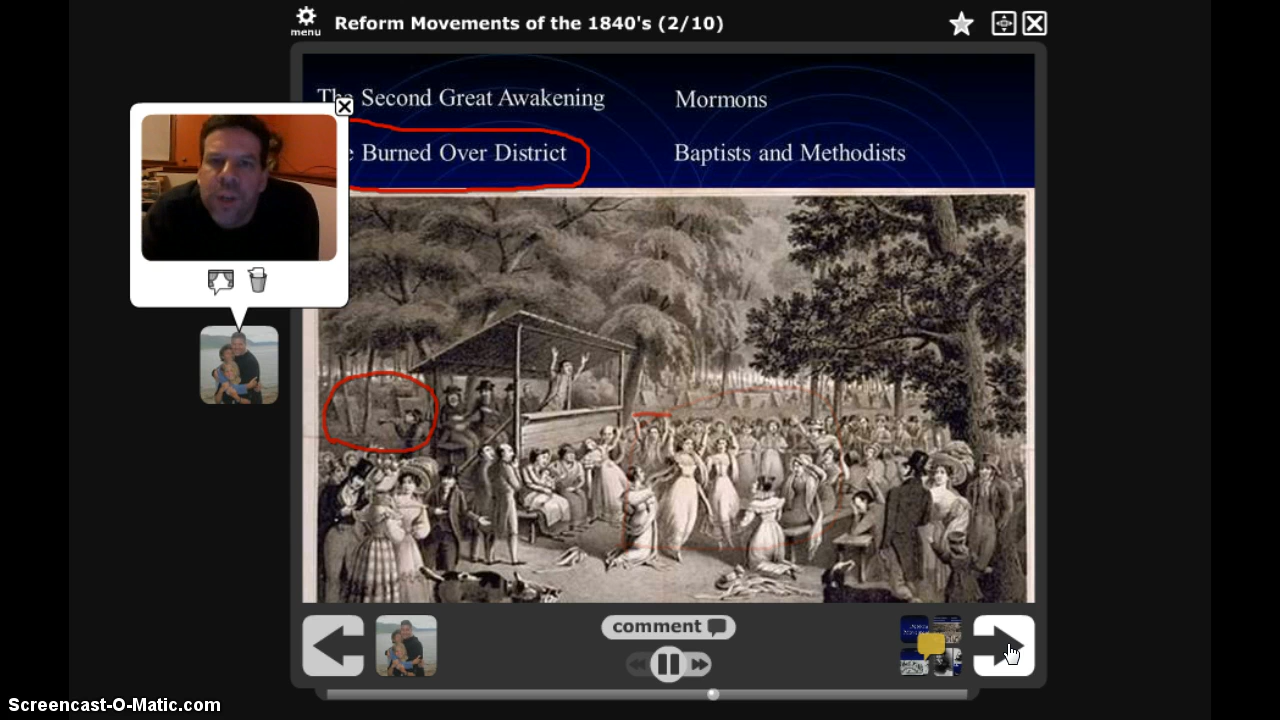 menu
Reform Movements of the 1840's (2/10)
The Second Great Awakening
Mormons
e Burned Over District
Baptists and Methodists
comment
Screencast-O-Matic.com